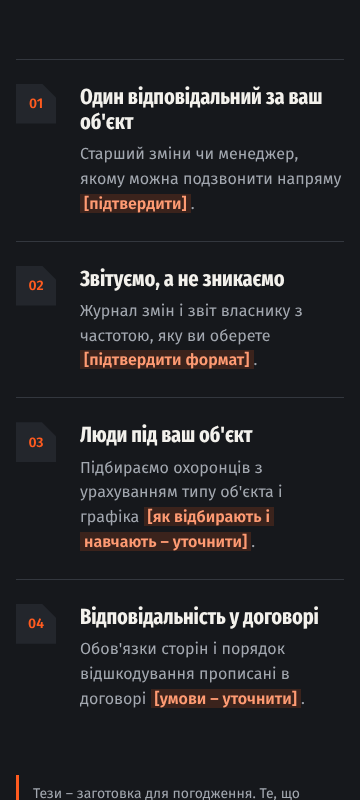 01
Один відповідальний за ваш
об'єкт
Старший зміни чи менеджер,
якому можна подзвонити напряму
[підтвердити].
02
Звітуємо, а не зникаємо
Журнал змін і звіт власнику з
частотою, яку ви оберете
[підтвердити формат].
03
Люди під ваш об'єкт
Підбираємо охоронців з
урахуванням типу об'єкта і
графіка [як відбирають і
навчають – уточнити].
04
Відповідальність у договорі
Обов'язки сторін і порядок
відшкодування прописані в
договорі [умови – уточнити].
Тези – заготовка для погодження. Те, що